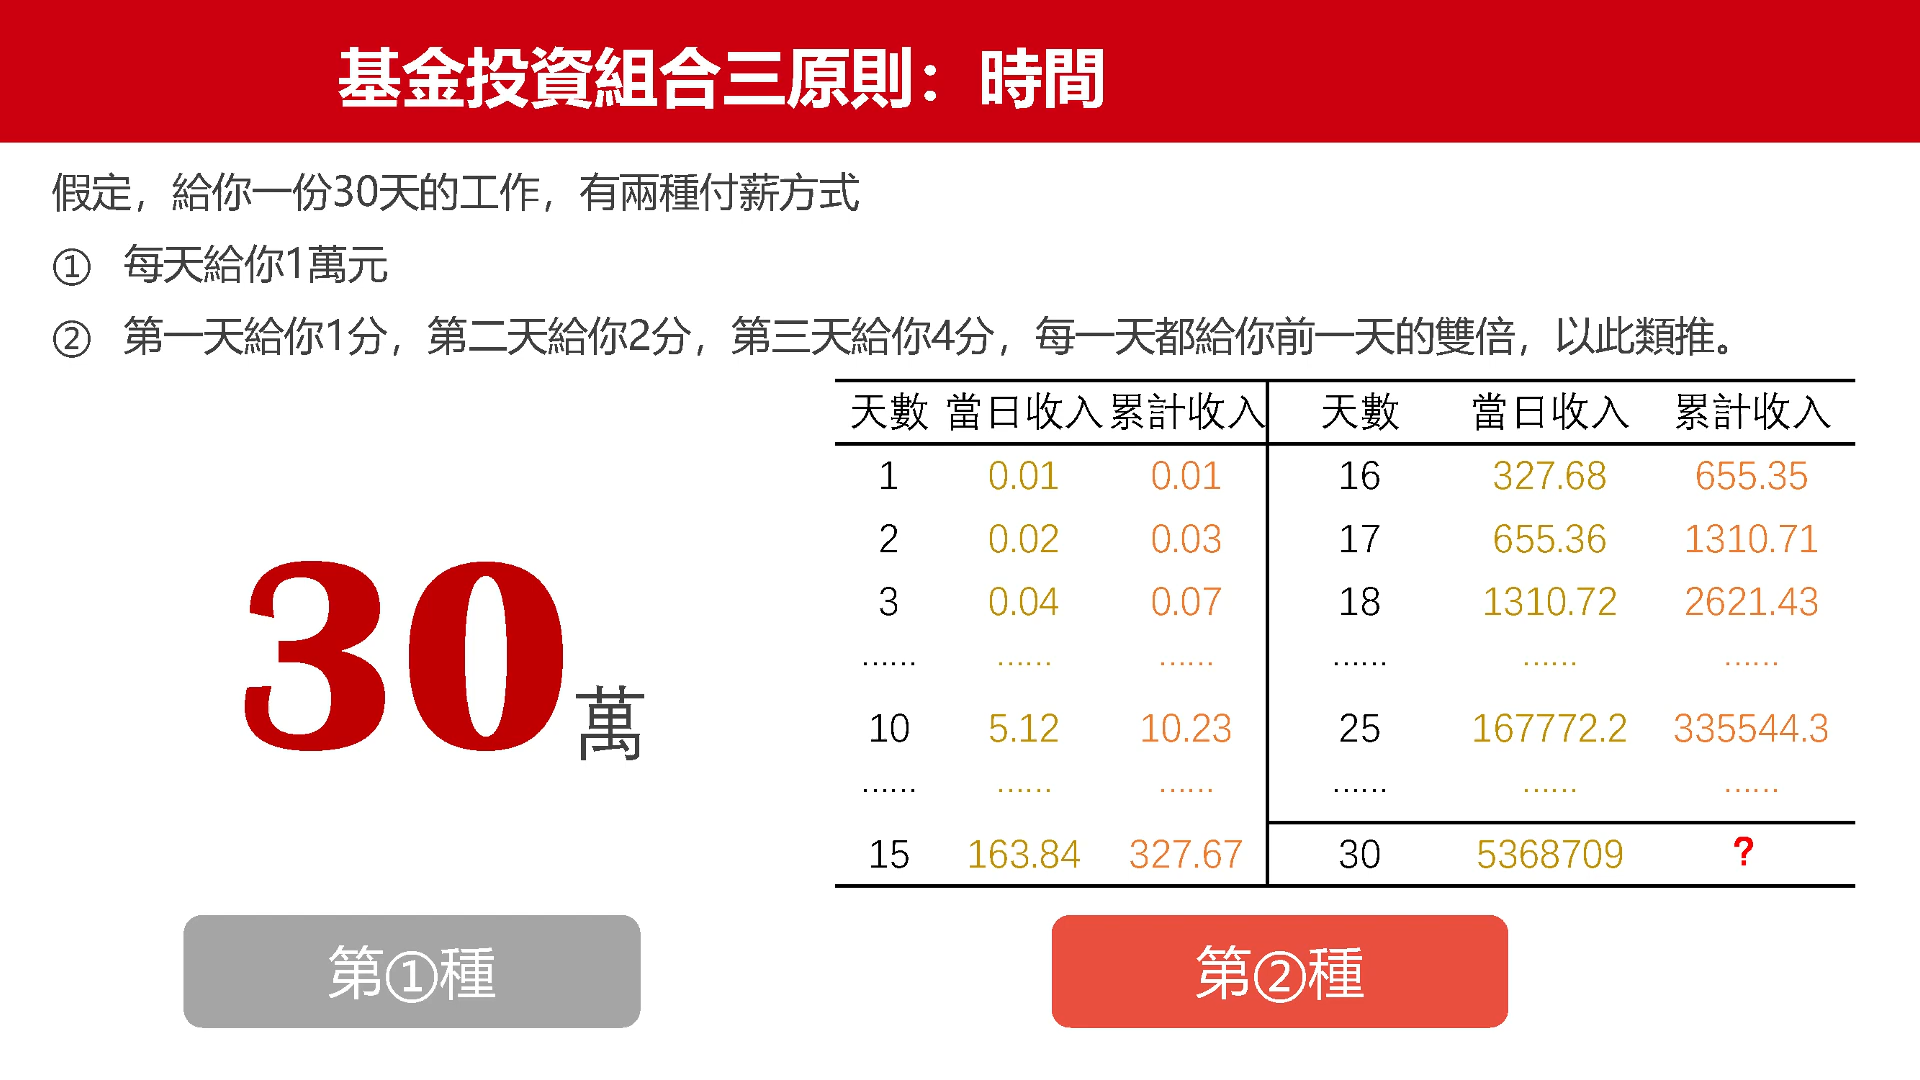 基金投資組合三原則：時間
假定，給你一份30天的工作，有兩種付薪方式
① 每天給你1萬元
② 第一天給你1分，第二天給你2分，第三天給你4分，每一天都給你前一天的雙倍，以此類推。
天數 當日收入 累計收入 天數 當日收入 累計收入
1 0.01 0.01 16 327.68 655.35
2 0.02 0.03 17 655.36 1310.71
3 0.04 0.07 18 1310.72 2621.43
...... ...... ...... ...... ...... ......
10 5.12 10.23 25 167772.2 335544.3
...... ...... ...... ...... ...... ......
15 163.84 327.67 30 5368709 ?
30萬
第①種 第②種